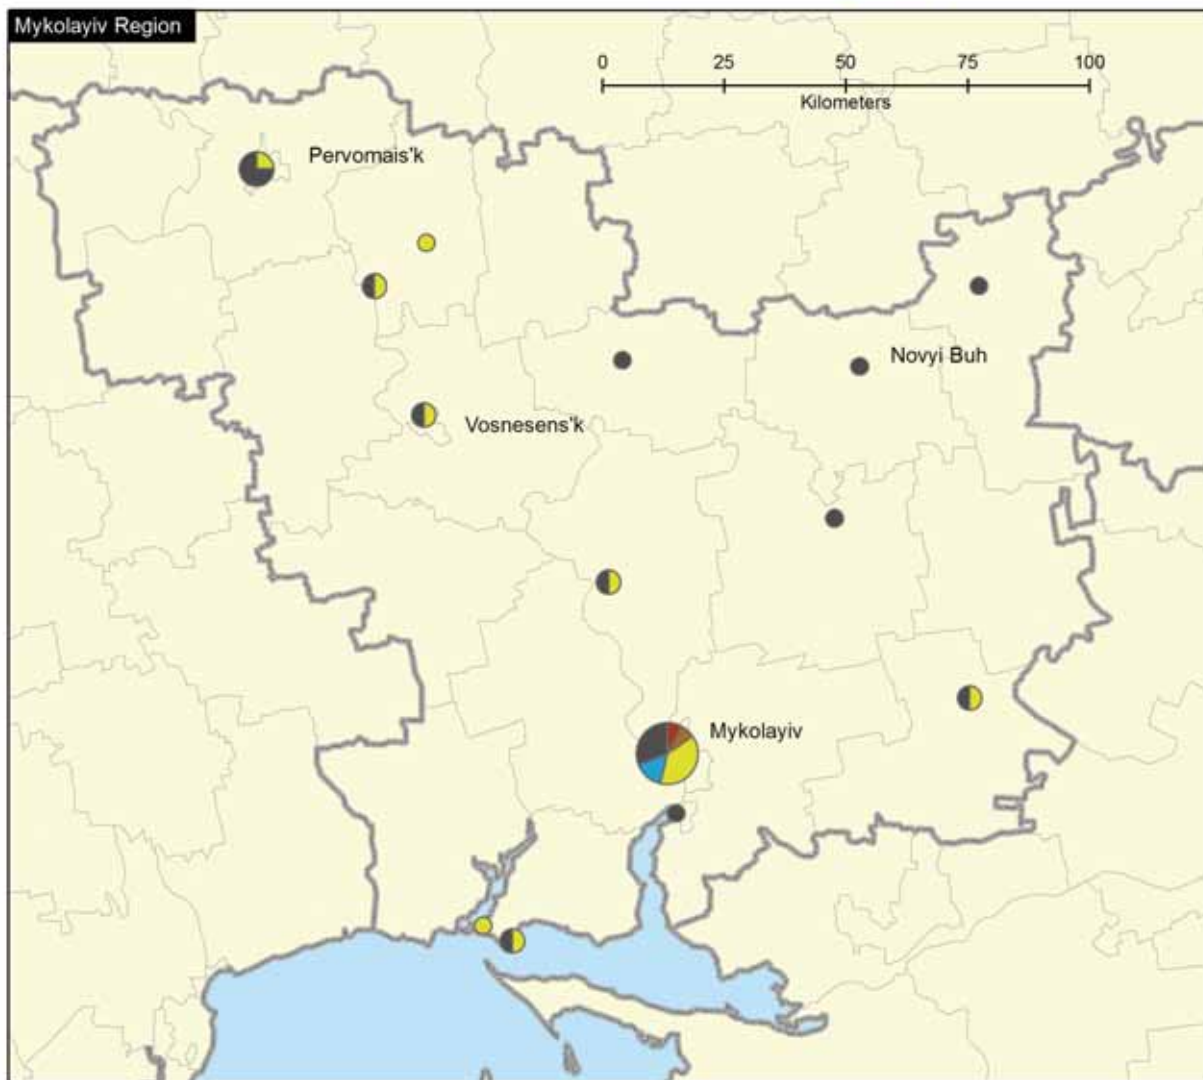 Mykolayiv Region
0 25 50 75 100
Kilometers
Pervomais'k
Novyi Buh
Vosnesens'k
Mykolayiv